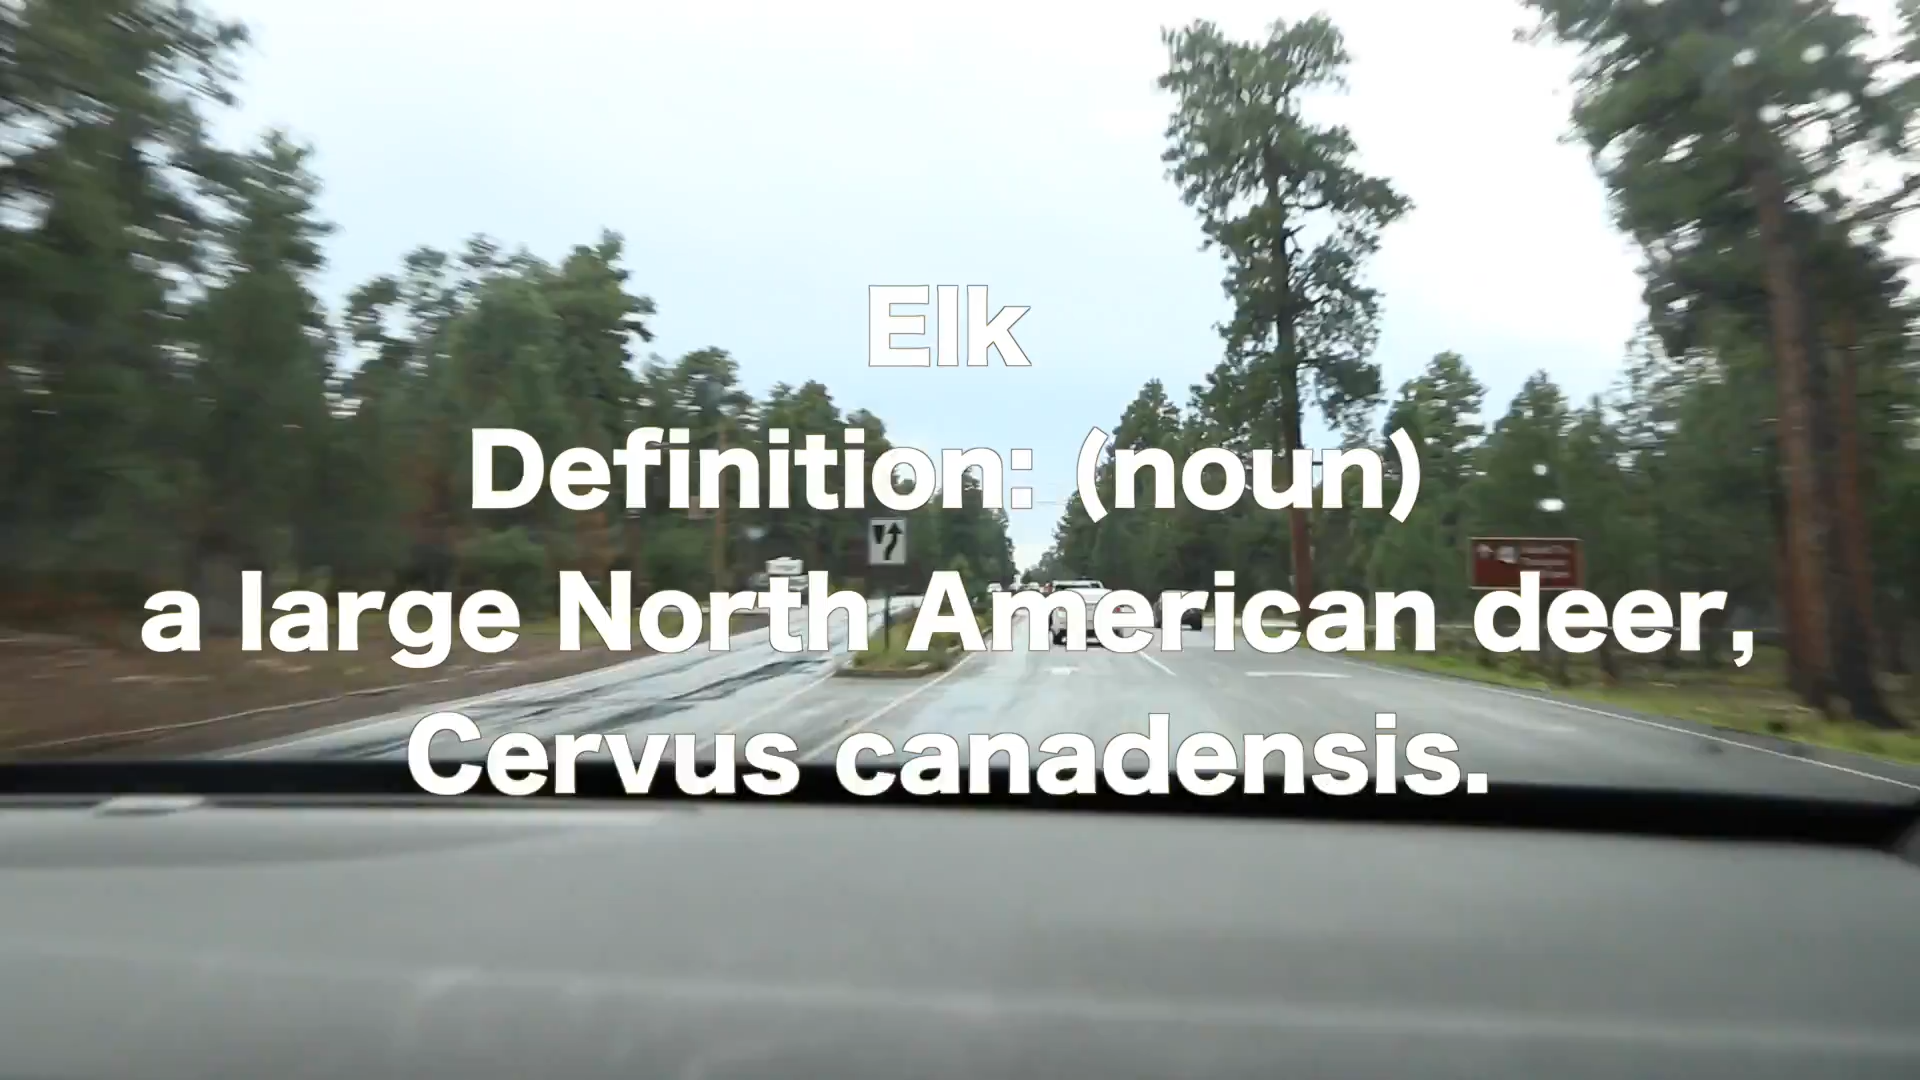 Elk
Definition: (noun)
a large North American deer,
Cervus canadensis.